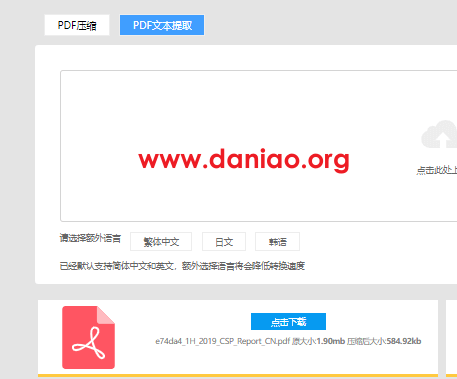 PDF压缩 PDF文本提取
www.daniao.org
点击此处上
请选择额外语言 繁体中文 日文 韩语
已经默认支持简体中文和英文，额外选择语言将会降低转换速度
点击下载
e74da4_1H_2019_CSP_Report_CN.pdf 原大小:1.90mb 压缩后大小:584.92kb